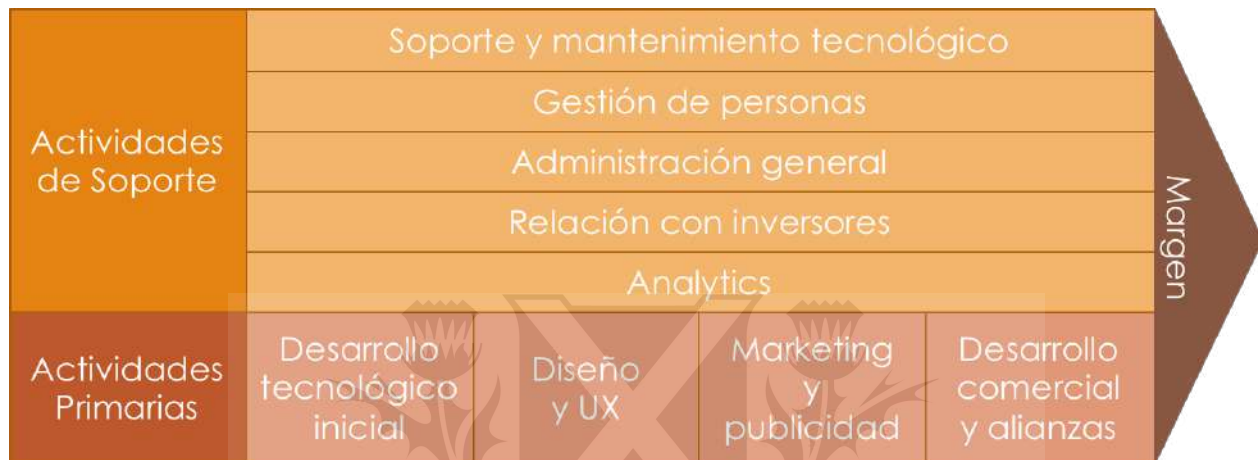 Actividades
de Soporte
Soporte y mantenimiento tecnológico
Gestión de personas
Administración general
Relación con inversores
Analytics
Actividades
Primarias
Desarrollo
tecnológico
inicial
Diseño
y UX
Marketing
y
publicidad
Desarrollo
comercial
y alianzas
Margen